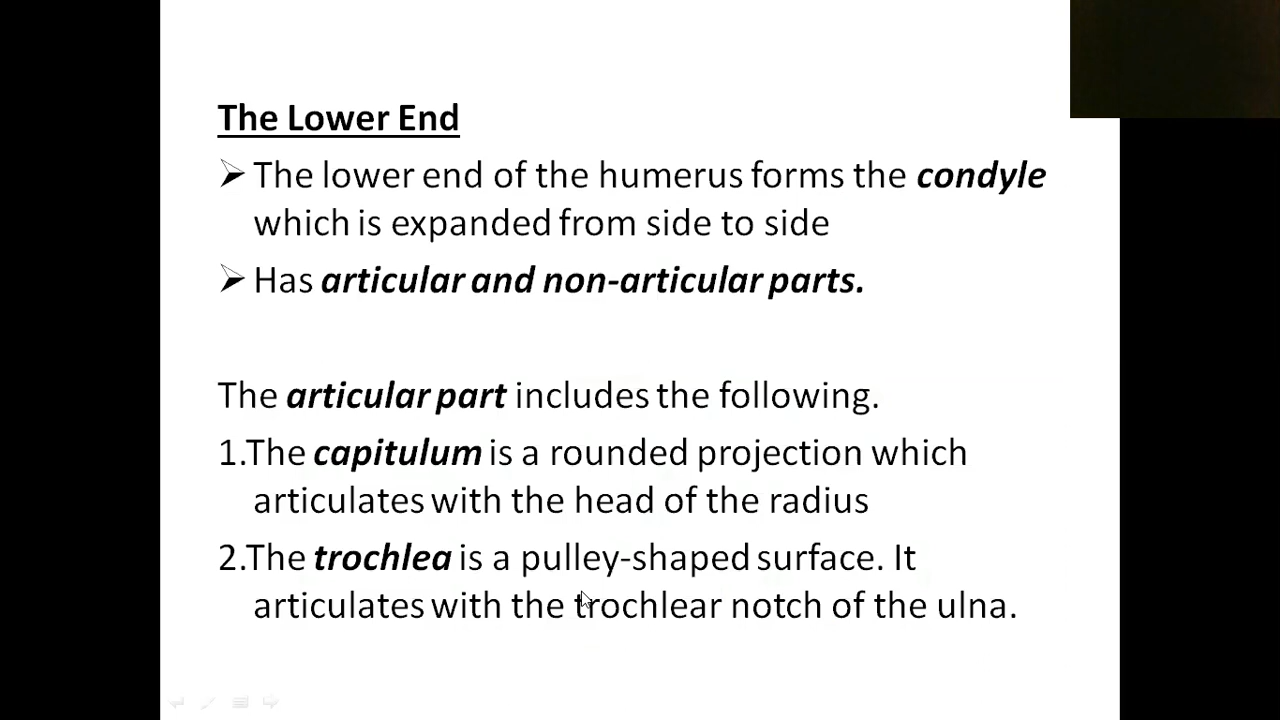 The Lower End
➢ The lower end of the humerus forms the condyle
which is expanded from side to side
➢ Has articular and non-articular parts.
The articular part includes the following.
1.The capitulum is a rounded projection which
articulates with the head of the radius
2.The trochlea is a pulley-shaped surface. It
articulates with the trochlear notch of the ulna.